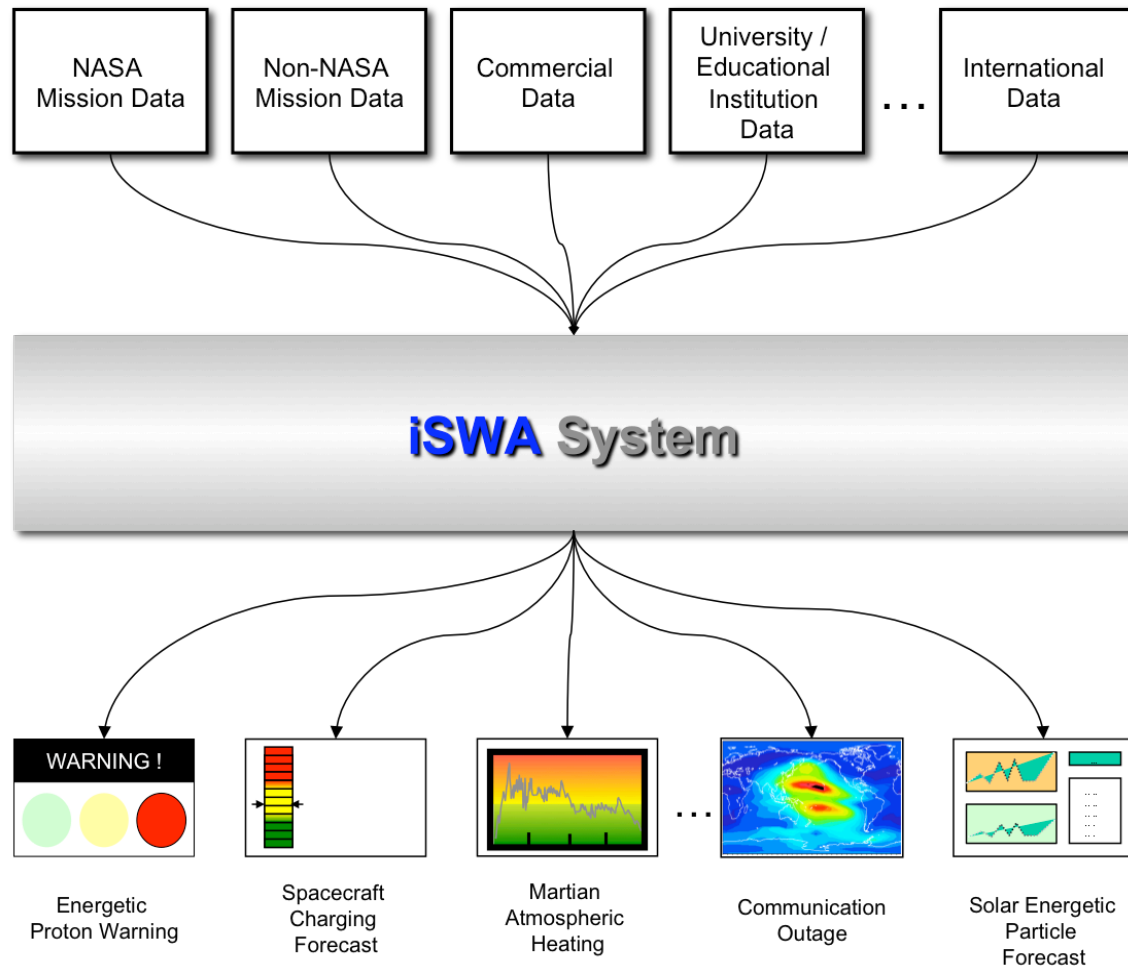 NASA
Mission Data
Non-NASA
Mission Data
Commercial
Data
University /
Educational
Institution
Data
...
International
Data
iSWA System
WARNING !
...
Energetic
Proton Warning
Spacecraft
Charging
Forecast
Martian
Atmospheric
Heating
Communication
Outage
Solar Energetic
Particle
Forecast